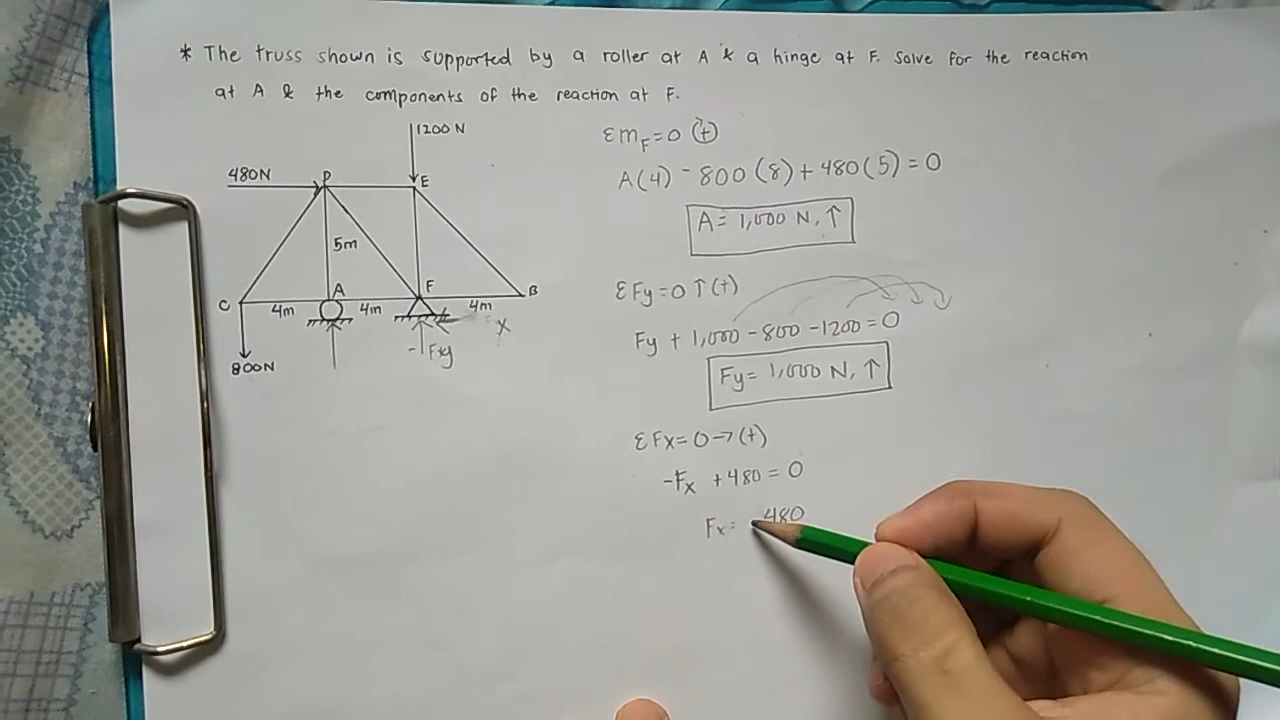 * The truss shown is supported by a roller at A & a hinge at F. Solve for the reaction
at A & the components of the reaction at F.
1200 N
480N
D
E
5m
C
A
F
B
4m
4m
4m
X
Fy
800N
ΣM_F=0 (+)
A(4) - 800 (8) + 480 (5) = 0
A = 1,000 N, ↑
ΣFy = 0 ↑(+)
Fy + 1,000 - 800 - 1200 = 0
Fy = 1,000 N, ↑
ΣFx = 0 → (+)
-Fx + 480 = 0
Fx = 480